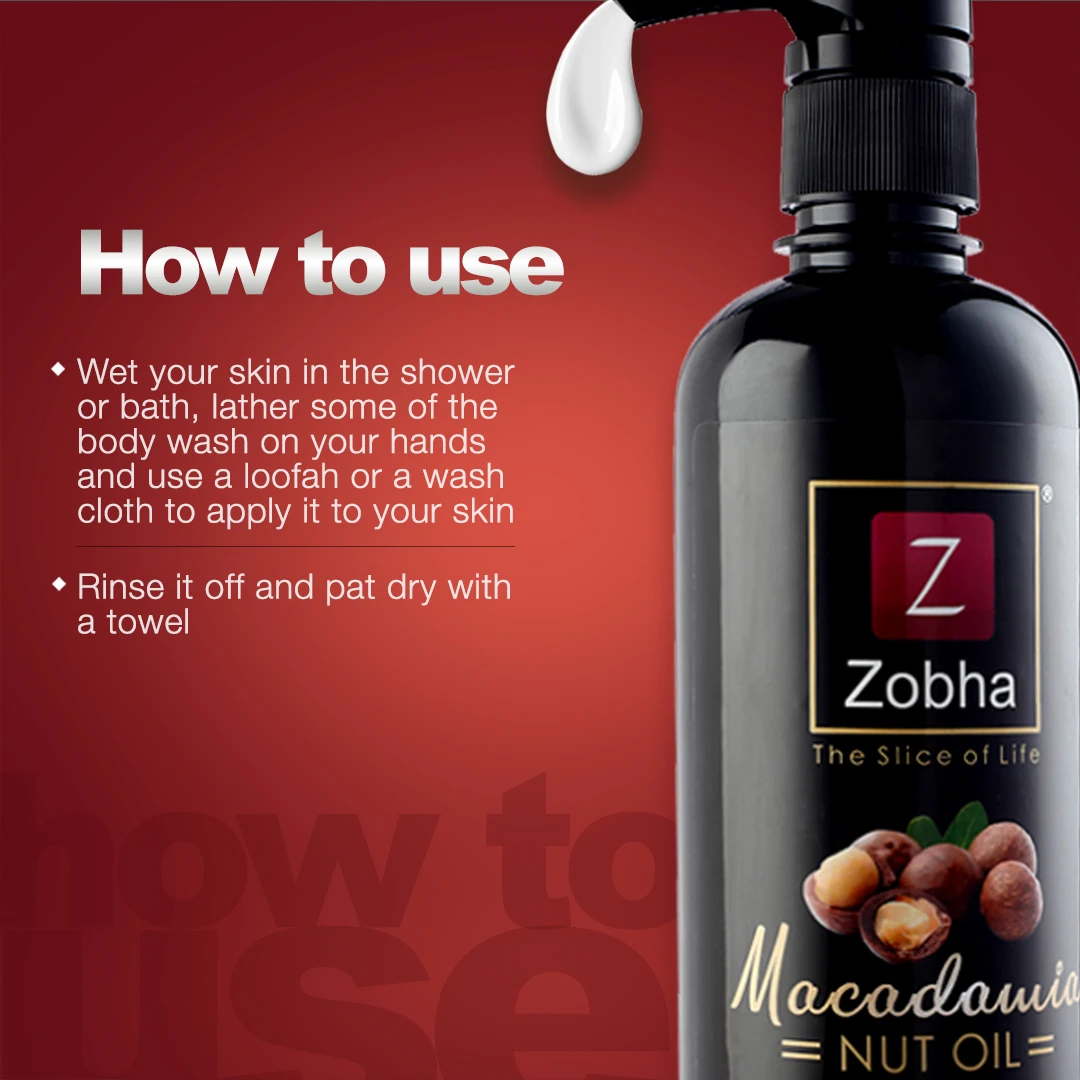 How to use
Wet your skin in the shower
or bath, lather some of the
body wash on your hands
and use a loofah or a wash
cloth to apply it to your skin
Rinse it off and pat dry with
a towel
how to
use
Z
®
Zobha
The Slice of Life
Macadamia
NUT OIL